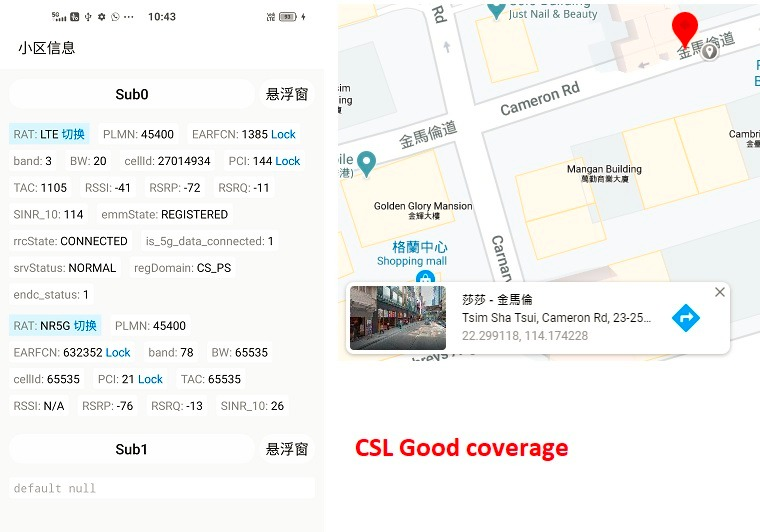 5G 10:43 VoLTE 93
小区信息
Sub0 悬浮窗
RAT: LTE 切换 PLMN: 45400 EARFCN: 1385 Lock
band: 3 BW: 20 cellId: 27014934 PCI: 144 Lock
TAC: 1105 RSSI: -41 RSRP: -72 RSRQ: -11
SINR_10: 114 emmState: REGISTERED
rrcState: CONNECTED is_5g_data_connected: 1
srvStatus: NORMAL regDomain: CS_PS
endc_status: 1
RAT: NR5G 切换 PLMN: 45400
EARFCN: 632352 Lock band: 78 BW: 65535
cellId: 65535 PCI: 21 Lock TAC: 65535
RSSI: N/A RSRP: -76 RSRQ: -13 SINR_10: 26
Sub1 悬浮窗
default null
Just Nail & Beauty
Rd
金馬倫道
Cameron Rd
金馬倫道
Mangan Building
萬勤商業大廈
Golden Glory Mansion
金輝大樓
格蘭中心
Shopping mall
莎莎 - 金馬倫
Tsim Sha Tsui, Cameron Rd, 23-25...
22.299118, 114.174228
CSL Good coverage